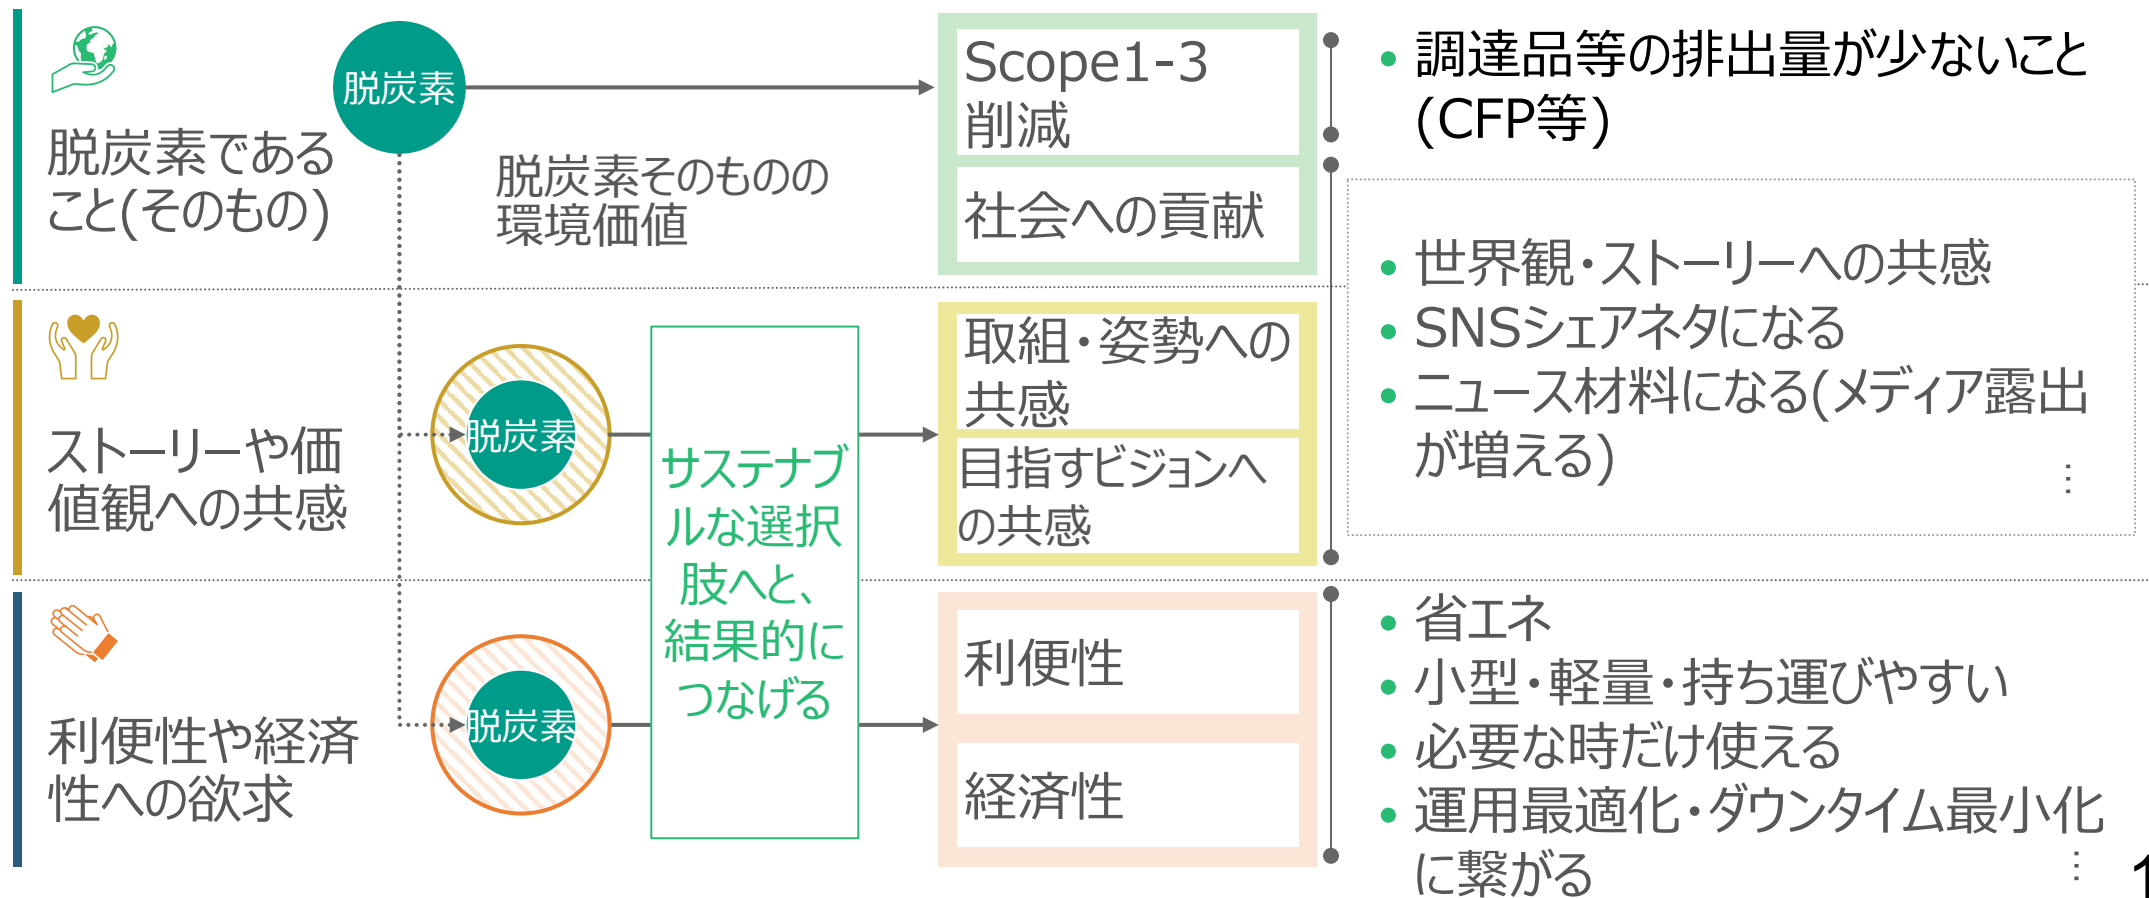 脱炭素である
こと(そのもの)
脱炭素
脱炭素そのものの
環境価値
Scope1-3
削減
社会への貢献
• 調達品等の排出量が少ないこと
(CFP等)
ストーリーや価
値観への共感
脱炭素
サステナブ
ルな選択
肢へと、
結果的に
つなげる
取組・姿勢への
共感
目指すビジョンへ
の共感
• 世界観・ストーリーへの共感
• SNSシェアネタになる
• ニュース材料になる(メディア露出
が増える)
…
利便性や経済
性への欲求
脱炭素
利便性
経済性
• 省エネ
• 小型・軽量・持ち運びやすい
• 必要な時だけ使える
• 運用最適化・ダウンタイム最小化
に繋がる
…
1